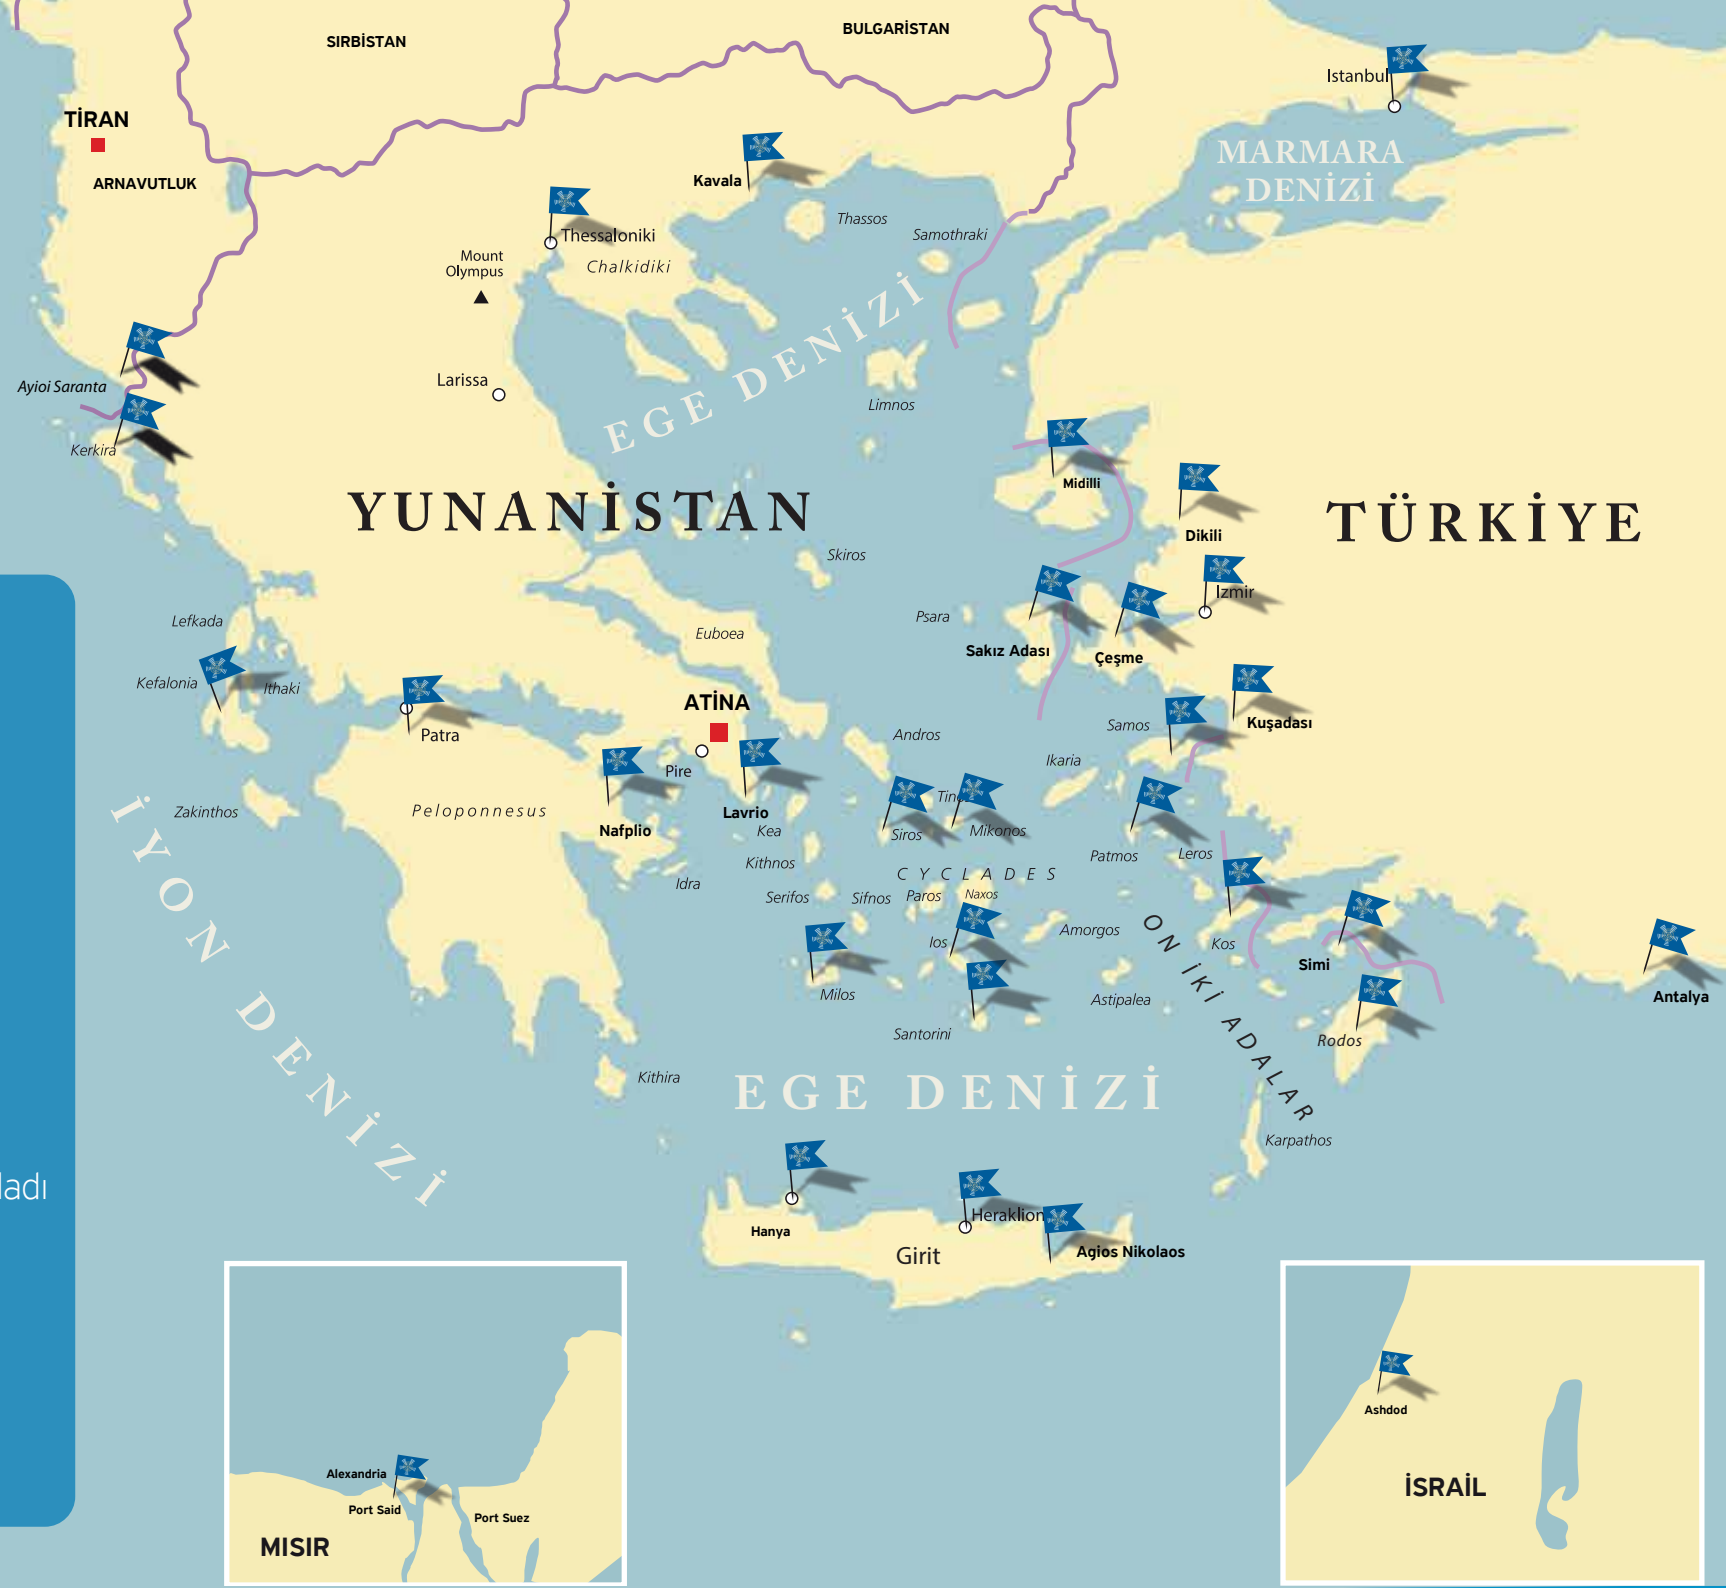 SIRBİSTAN
BULGARİSTAN
Istanbul
TİRAN
ARNAVUTLUK
MARMARA
DENİZİ
Kavala
Thessaloniki
Chalkidiki
Thassos
Samothraki
Mount
Olympus
EGE DENİZİ
Ayioi Saranta
Larissa
Limnos
Kerkira
YUNANİSTAN
Midilli
TÜRKİYE
Dikili
Skiros
Izmir
Lefkada
Euboea
Psara
Sakız Adası
Çeşme
Kefalonia
Ithaki
Patra
ATİNA
Pire
Andros
Samos
Kuşadası
Ikaria
Zakinthos
Peloponnesus
Nafplio
Lavrio
Kea
Siros
Mikonos
Patmos
Leros
Kithnos
CYCLADES
Idra
Serifos
Sifnos
Paros
Naxos
Ios
Amorgos
Kos
Simi
Milos
Astipalea
Antalya
Santorini
Rodos
ON İKİ ADALAR
İYON DENİZİ
Kithira
EGE DENİZİ
Karpathos
ladı
Hanya
Heraklion
Girit
Agios Nikolaos
Alexandria
Port Said
Port Suez
MISIR
Ashdod
İSRAİL